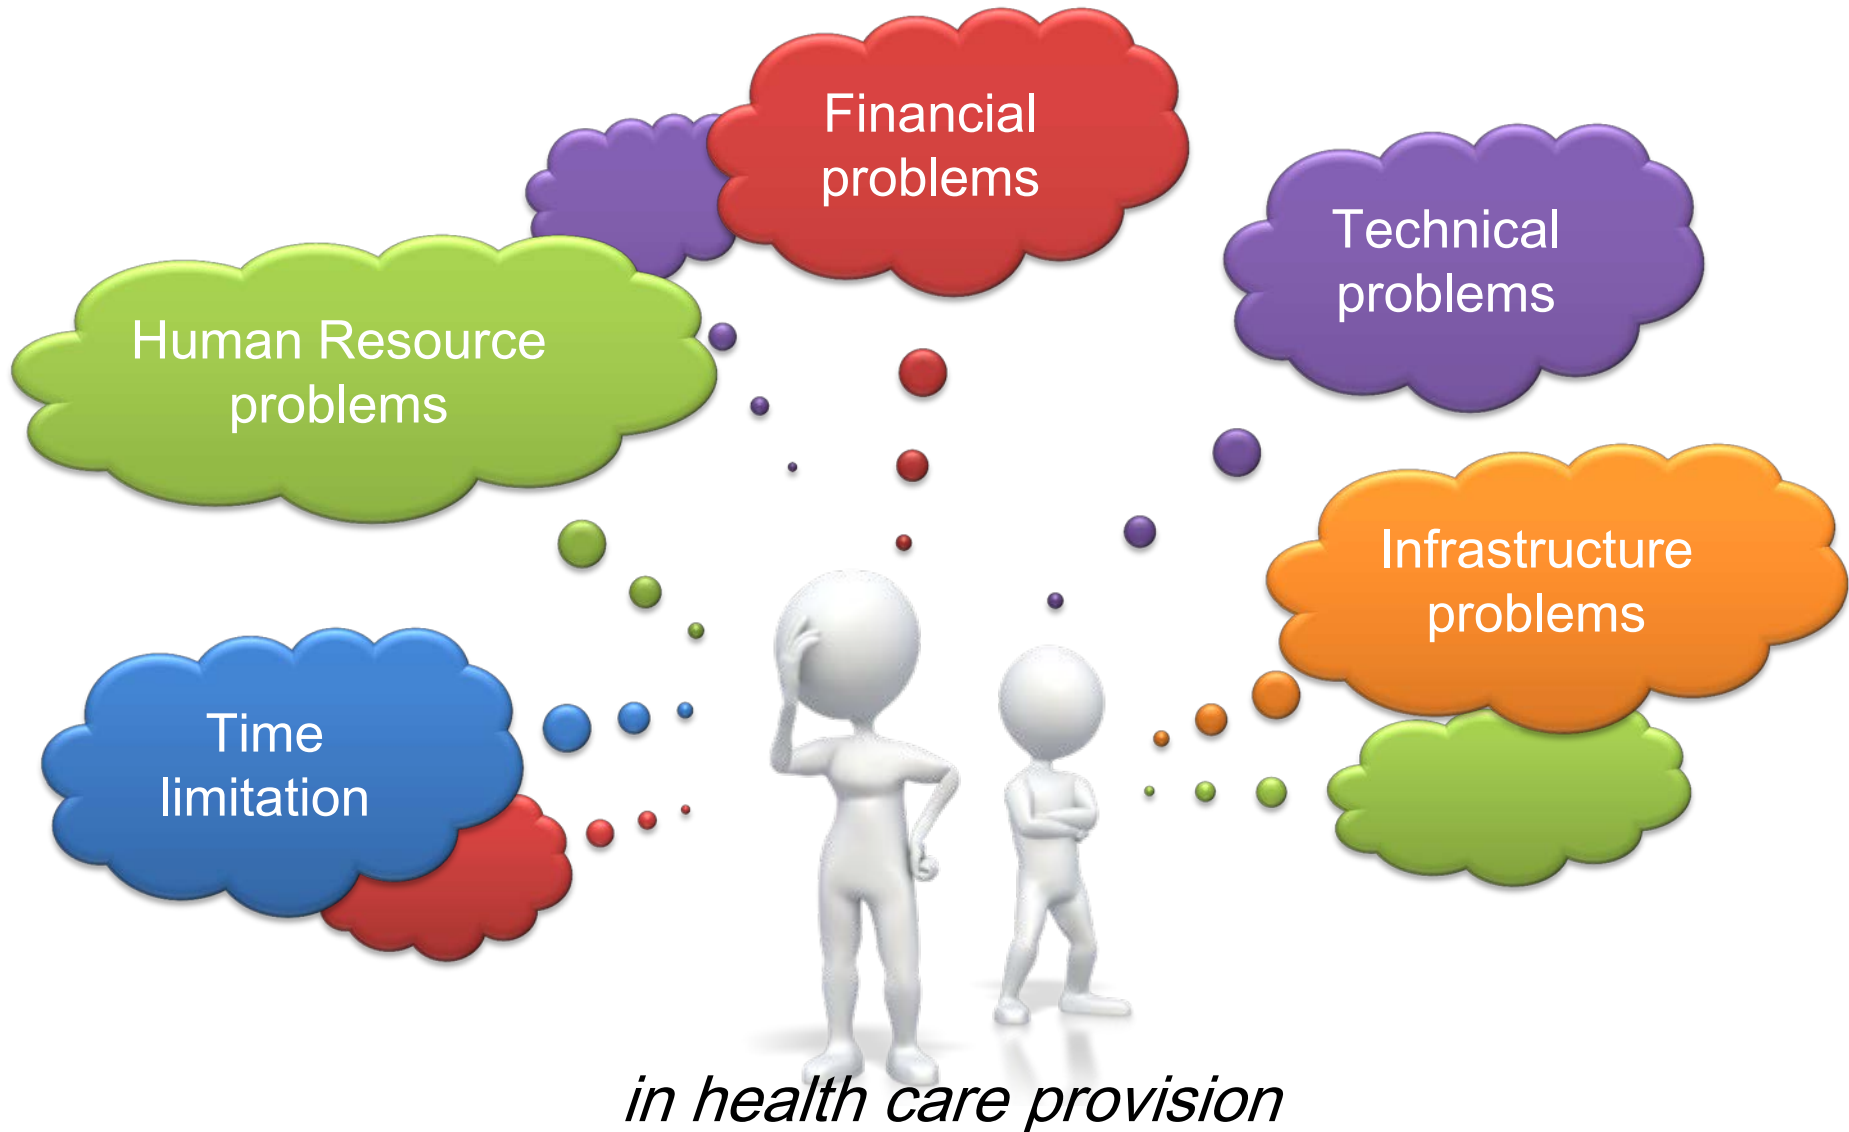 Financial
problems
Technical
problems
Human Resource
problems
Infrastructure
problems
Time
limitation
in health care provision